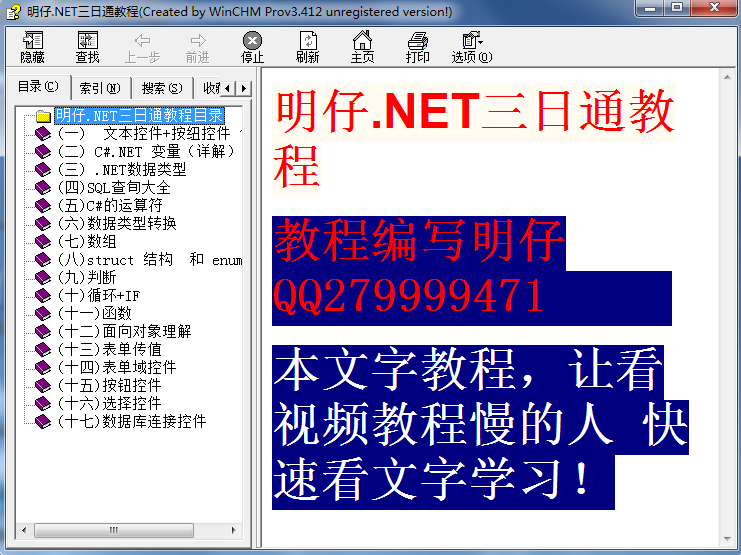 明仔.NET三日通教程(Created by WinCHM Prov3.412 unregistered version!)
隐藏 查找 上一步 前进 停止 刷新 主页 打印 选项(O)
目录(C) 索引(N) 搜索(S)
明仔.NET三日通教程目录
(一) 文本控件+按纽控件
(二) C#.NET 变量（详解）
(三) .NET数据类型
(四)SQL查询大全
(五)C#的运算符
(六)数据类型转换
(七)数组
(八)struct 结构 和 enum
(九)判断
(十)循环+IF
(十一)函数
(十二)面向对象理解
(十三)表单传值
(十四)表单域控件
(十五)按钮控件
(十六)选择控件
(十七)数据库连接控件
明仔.NET三日通教
程
教程编写明仔
QQ279999471
本文字教程，让看
视频教程慢的人 快
速看文字学习！